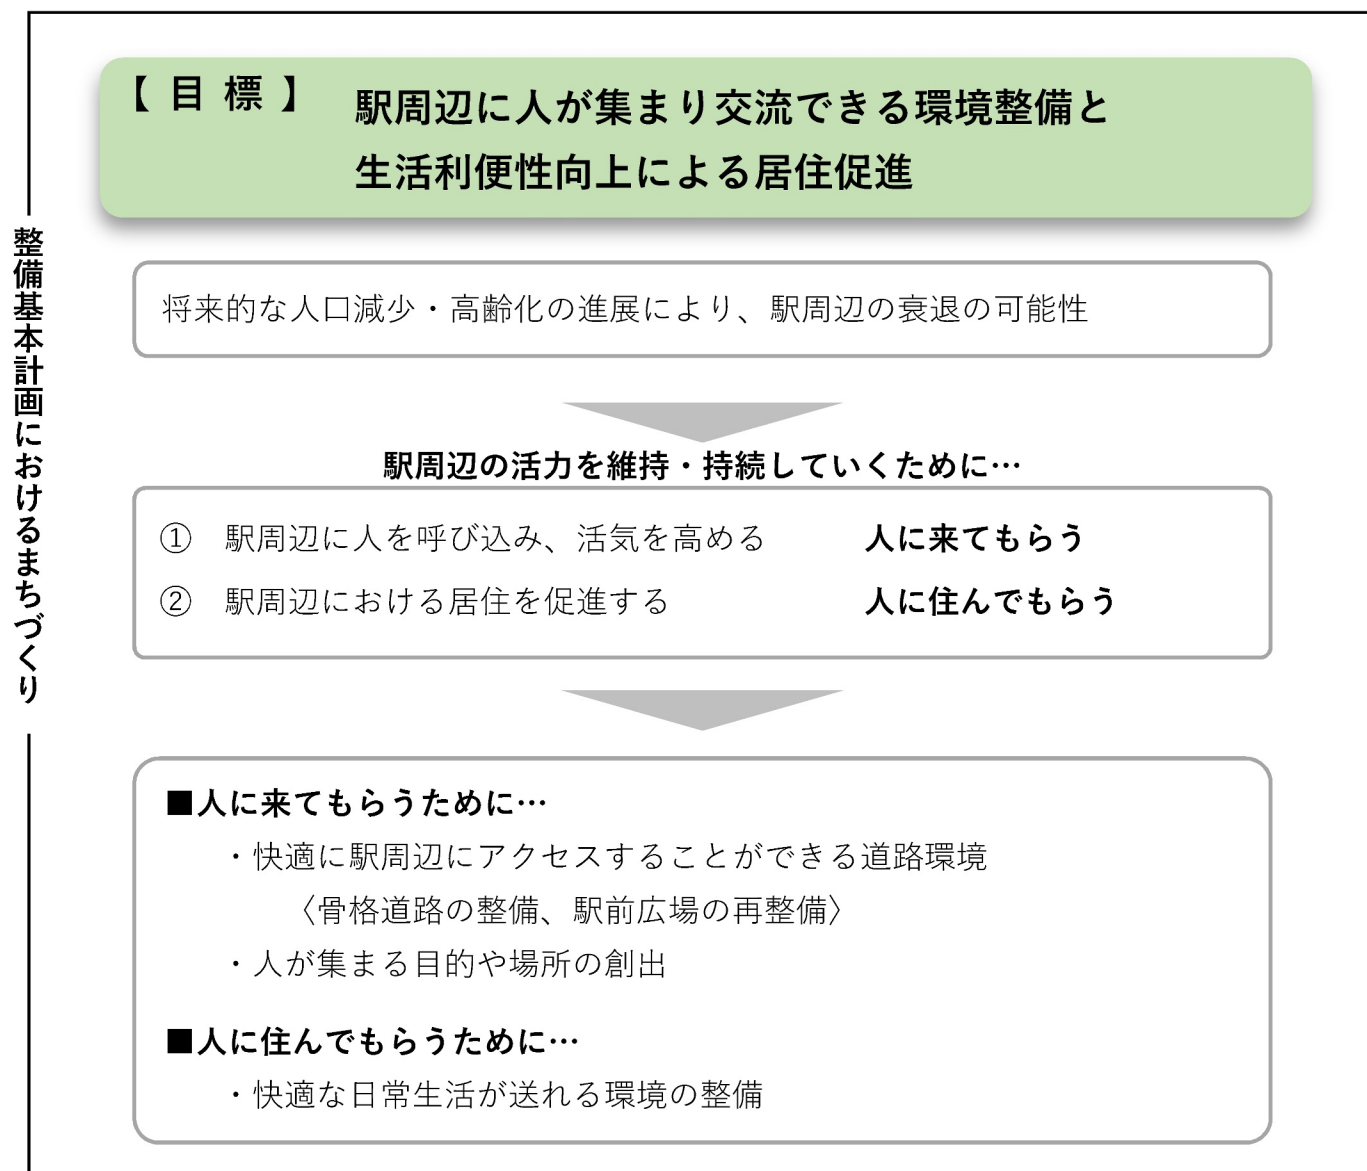 【目標】 駅周辺に人が集まり交流できる環境整備と
生活利便性向上による居住促進
整備基本計画におけるまちづくり
将来的な人口減少・高齢化の進展により、駅周辺の衰退の可能性
駅周辺の活力を維持・持続していくために…
① 駅周辺に人を呼び込み、活気を高める 人に来てもらう
② 駅周辺における居住を促進する 人に住んでもらう
■人に来てもらうために…
・快適に駅周辺にアクセスすることができる道路環境
〈骨格道路の整備、駅前広場の再整備〉
・人が集まる目的や場所の創出
■人に住んでもらうために…
・快適な日常生活が送れる環境の整備